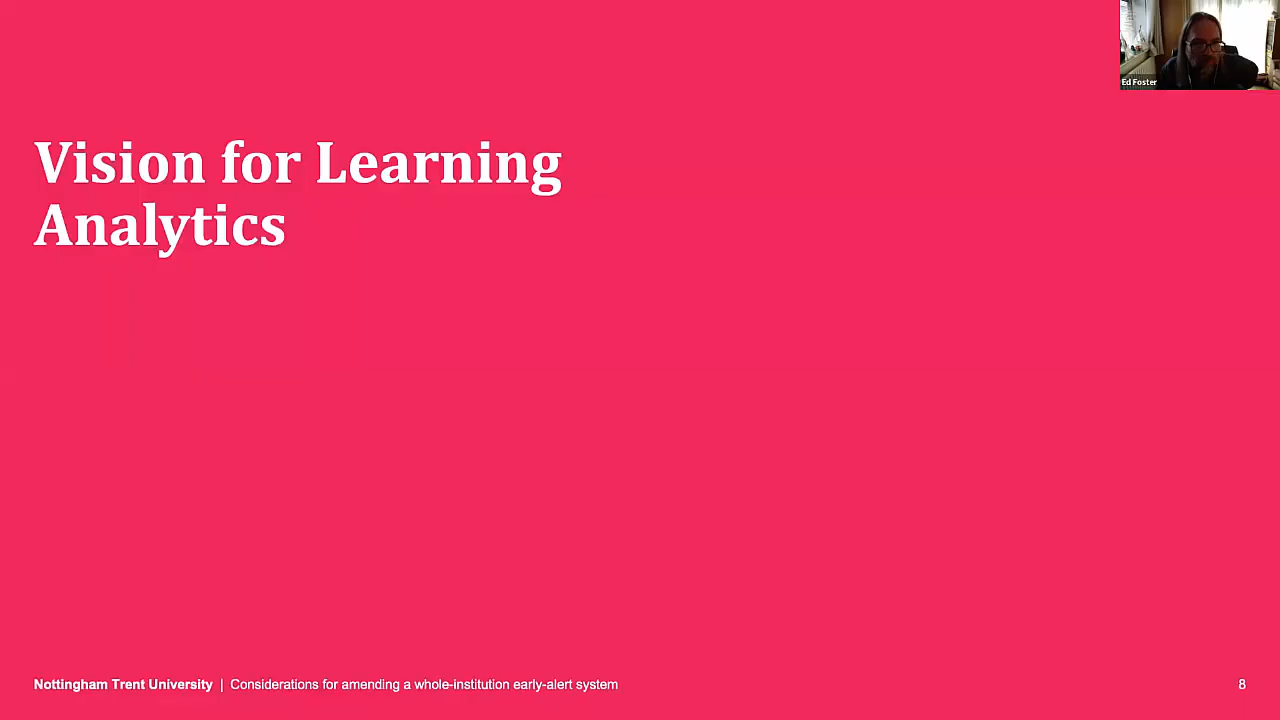 Ed Foster
Vision for Learning
Analytics
Nottingham Trent University | Considerations for amending a whole-institution early-alert system
8